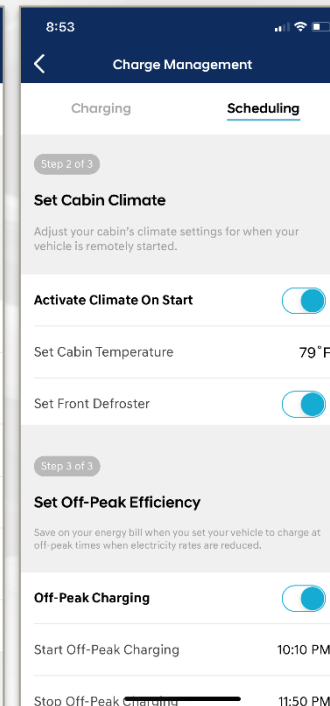 8:53
Charge Management
Charging
Scheduling
Step 2 of 3
Set Cabin Climate
Adjust your cabin's climate settings for when your
vehicle is remotely started.
Activate Climate On Start
Set Cabin Temperature 79°F
Set Front Defroster
Step 3 of 3
Set Off-Peak Efficiency
Save on your energy bill when you set your vehicle to charge at
off-peak times when electricity rates are reduced.
Off-Peak Charging
Start Off-Peak Charging 10:10 PM
Stop Off-Peak Charging 11:50 PM